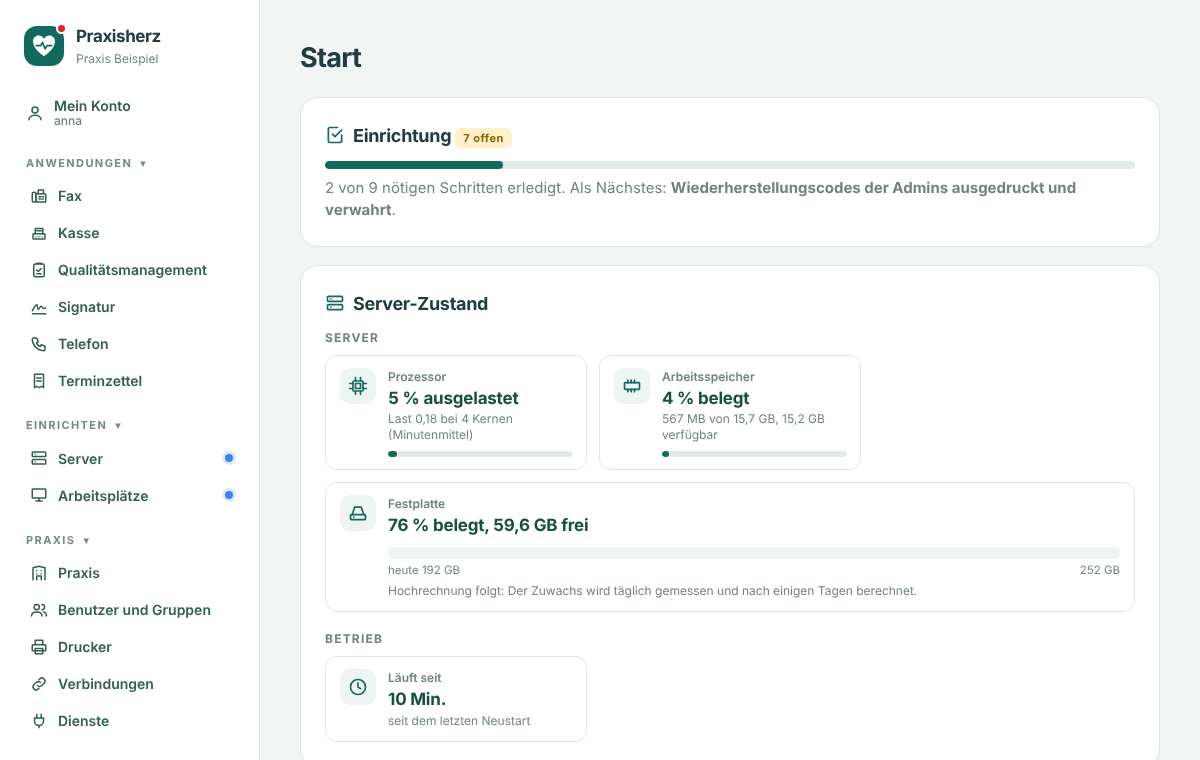 Praxisherz
Praxis Beispiel
Mein Konto
anna
ANWENDUNGEN ▾
Fax
Kasse
Qualitätsmanagement
Signatur
Telefon
Terminzettel
EINRICHTEN ▾
Server
Arbeitsplätze
PRAXIS ▾
Praxis
Benutzer und Gruppen
Drucker
Verbindungen
Dienste
Start
Einrichtung 7 offen
2 von 9 nötigen Schritten erledigt. Als Nächstes: Wiederherstellungscodes der Admins ausgedruckt und
verwahrt.
Server-Zustand
SERVER
Prozessor
5 % ausgelastet
Last 0,18 bei 4 Kernen
(Minutenmittel)
Arbeitsspeicher
4 % belegt
567 MB von 15,7 GB, 15,2 GB
verfügbar
Festplatte
76 % belegt, 59,6 GB frei
heute 192 GB 252 GB
Hochrechnung folgt: Der Zuwachs wird täglich gemessen und nach einigen Tagen berechnet.
BETRIEB
Läuft seit
10 Min.
seit dem letzten Neustart